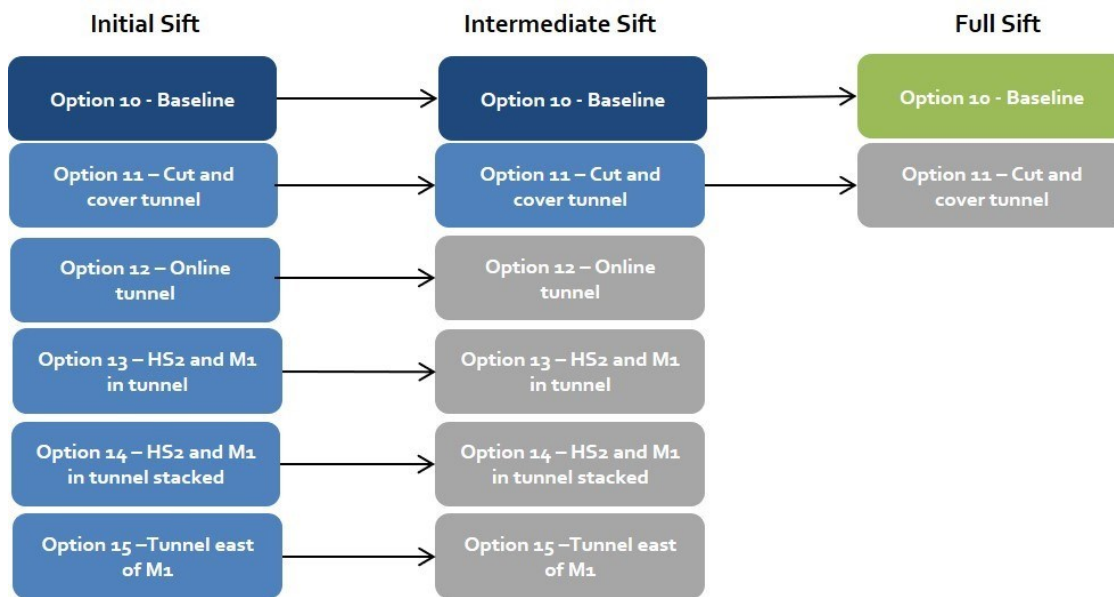 Initial Sift
Intermediate Sift
Full Sift
Option 10 - Baseline
Option 10 - Baseline
Option 10 - Baseline
Option 11 – Cut and
cover tunnel
Option 11 – Cut and
cover tunnel
Option 11 – Cut and
cover tunnel
Option 12 – Online
tunnel
Option 12 – Online
tunnel
Option 13 – HS2 and M1
in tunnel
Option 13 – HS2 and M1
in tunnel
Option 14 – HS2 and M1
in tunnel stacked
Option 14 – HS2 and M1
in tunnel stacked
Option 15 –Tunnel east
of M1
Option 15 –Tunnel east
of M1